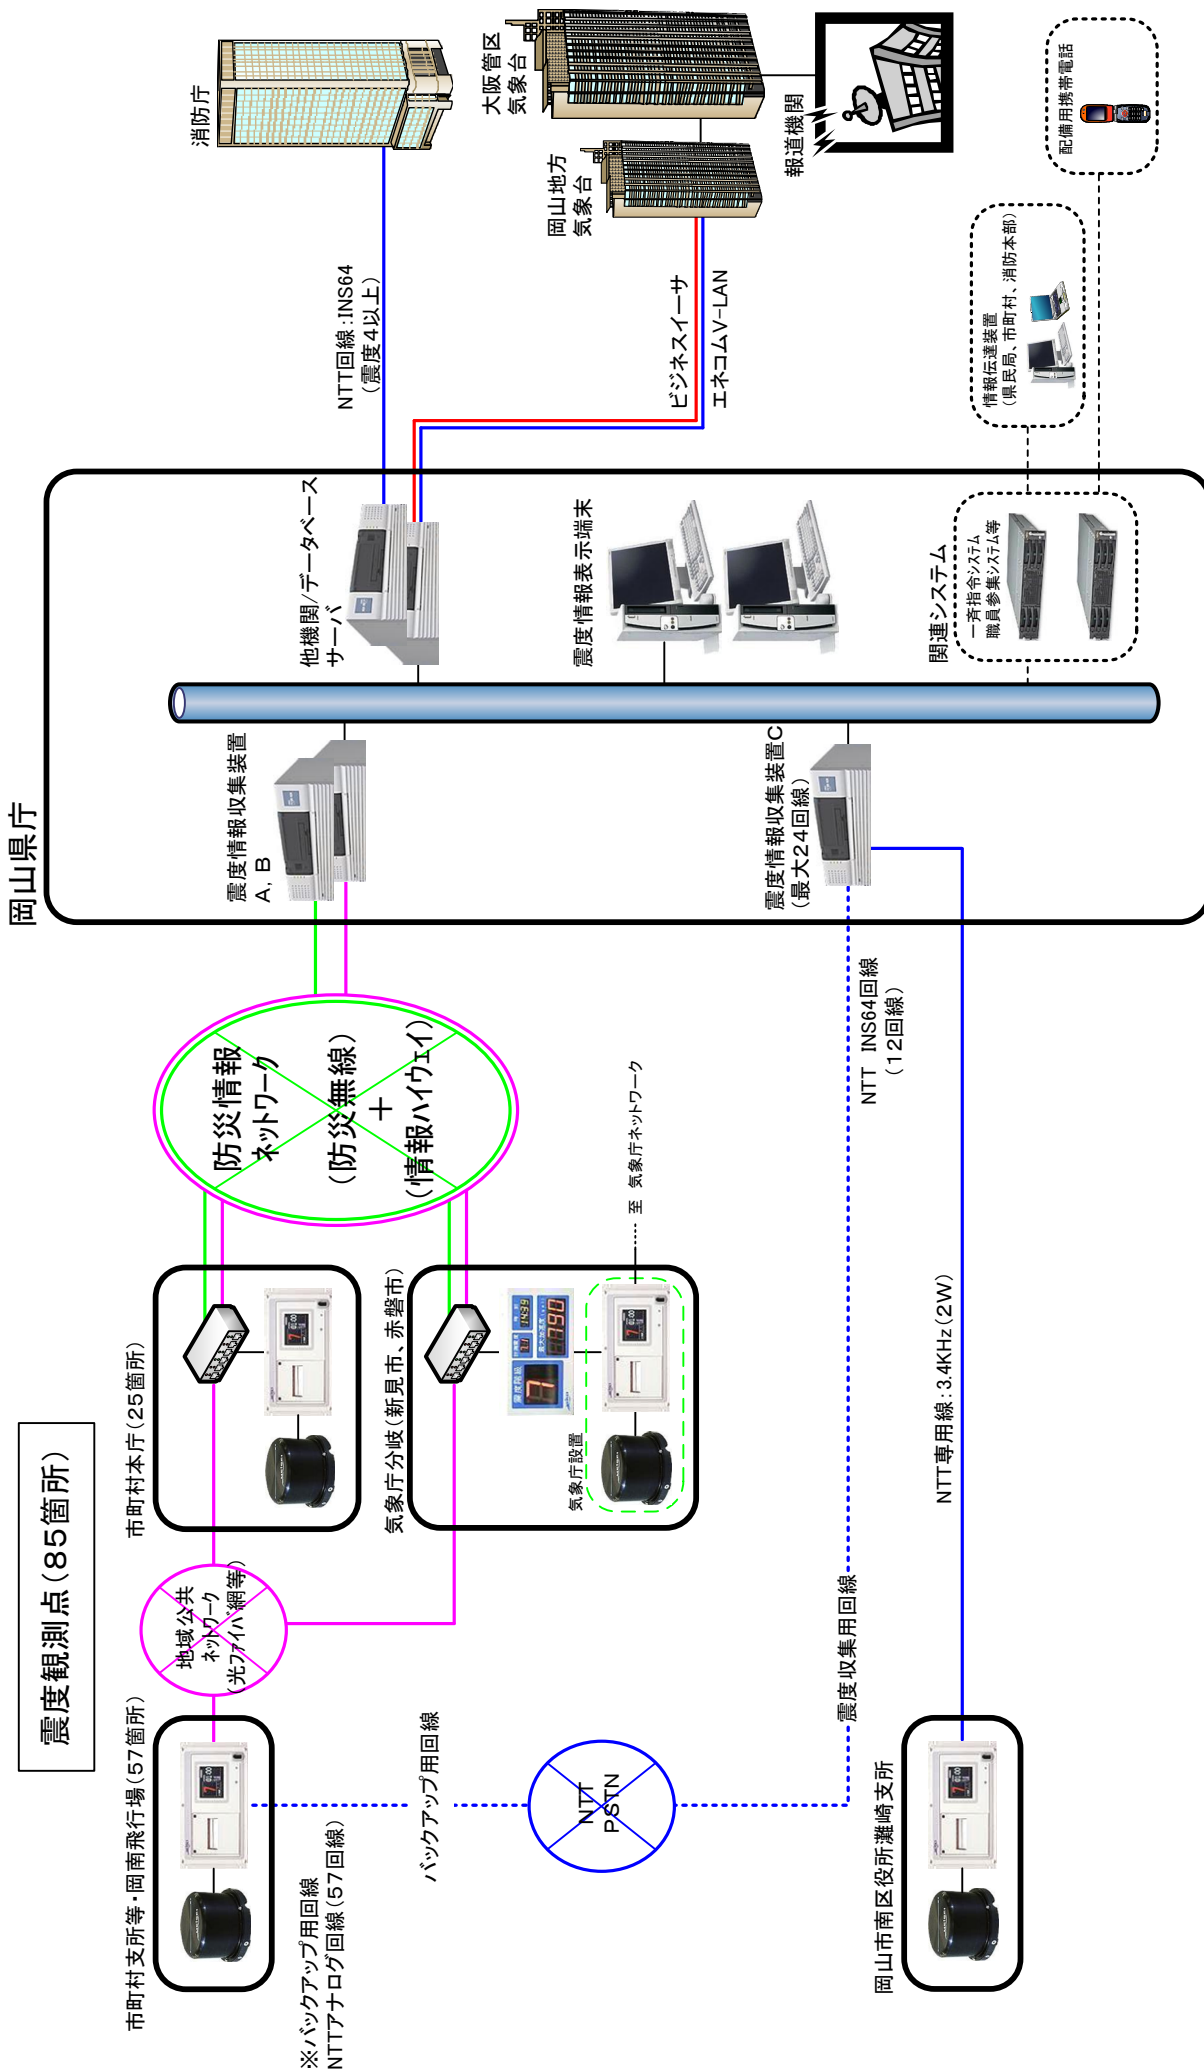 震度観測点(85箇所)
岡山県庁
市町村支所等・岡南飛行場(57箇所)
※バックアップ用回線
NTTアナログ回線(57回線)
地域公共
ネットワーク
(光ファイバ網等)
市町村本庁(25箇所)
気象庁分岐(新見市、赤磐市)
気象庁設置
震度階級
計測震度
最大加速度
至 気象庁ネットワーク
防災情報
ネットワーク
(防災無線)
+
(情報ハイウェイ)
バックアップ用回線
NTT
PSTN
震度収集用回線
NTT INS64回線
(12回線)
岡山市南区役所灘崎支所
NTT専用線:3.4KHz(2W)
震度情報収集装置
A, B
震度情報収集装置C
(最大24回線)
他機関/データベース
サーバ
震度情報表示端末
関連システム
一斉指令システム
職員参集システム等
NTT回線:INS64
(震度4以上)
消防庁
ビジネスイーサ
エネコムV-LAN
岡山地方
気象台
大阪管区
気象台
報道機関
情報伝達装置
(県民局、市町村、消防本部)
配備用携帯電話